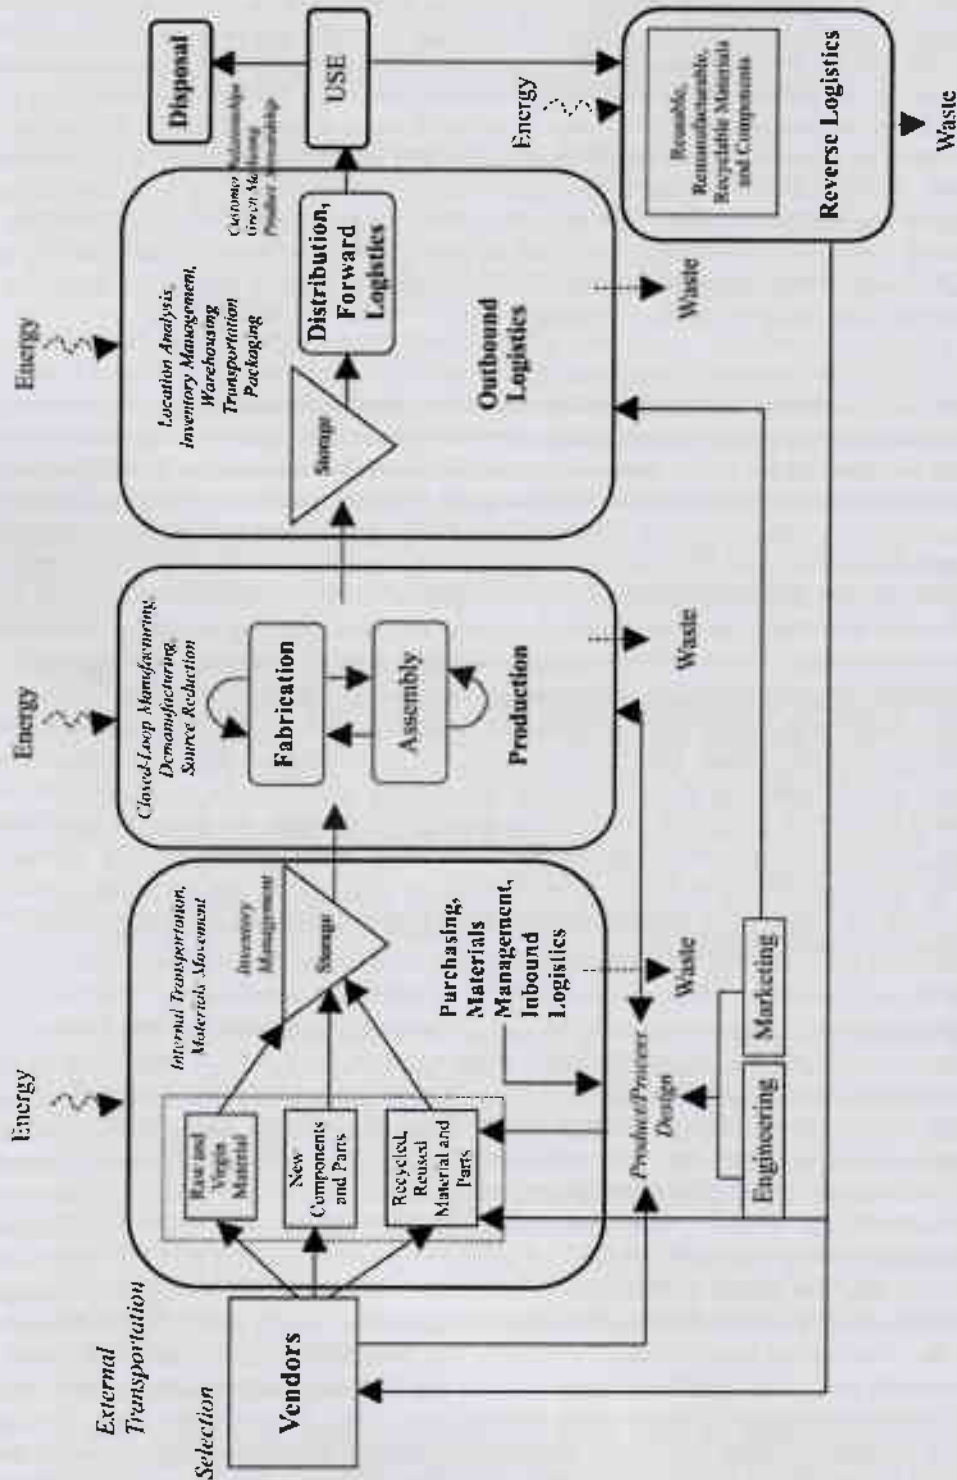 External
Transportation
Selection
Vendors
Energy
Internal Transportation,
Materials Movement
Raw and
Virgin
Material
New
Components
and Parts
Recycled,
Reused
Material and
Parts
Inventory
Management
Storage
Purchasing,
Materials
Management,
Inbound
Logistics
Waste
Product/Process
Design
Engineering
Marketing
Energy
Closed-Loop Manufacturing,
Demanufacturing,
Source Reduction
Fabrication
Assembly
Production
Waste
Energy
Location Analysis,
Inventory Management,
Warehousing
Transportation
Packaging
Storage
Distribution,
Forward
Logistics
Outbound
Logistics
Waste
Customer Relationships
Green Marketing
Product Stewardship
Disposal
USE
Energy
Reusable,
Remanufacturable,
Recyclable Materials
and Components
Reverse Logistics
Waste